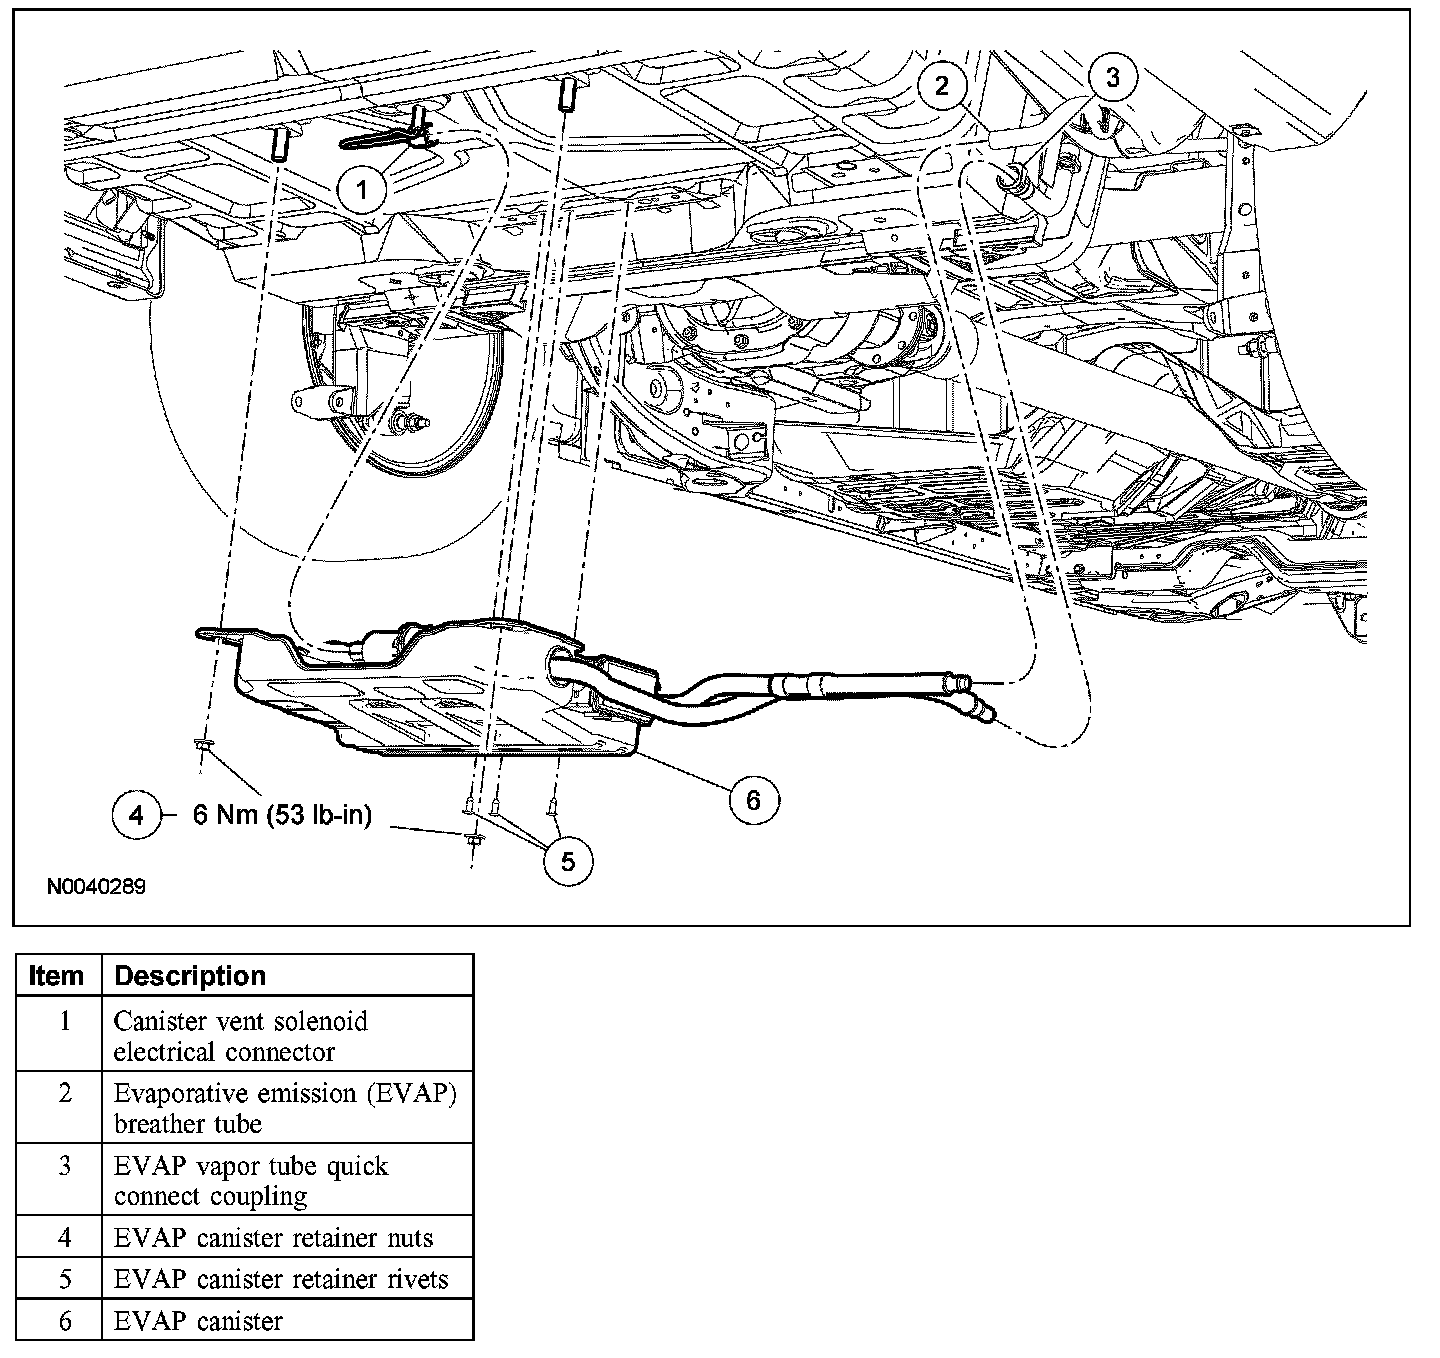 2
3
1
6
4
6 Nm (53 lb-in)
5
N0040289
Item Description
1 Canister vent solenoid
electrical connector
2 Evaporative emission (EVAP)
breather tube
3 EVAP vapor tube quick
connect coupling
4 EVAP canister retainer nuts
5 EVAP canister retainer rivets
6 EVAP canister